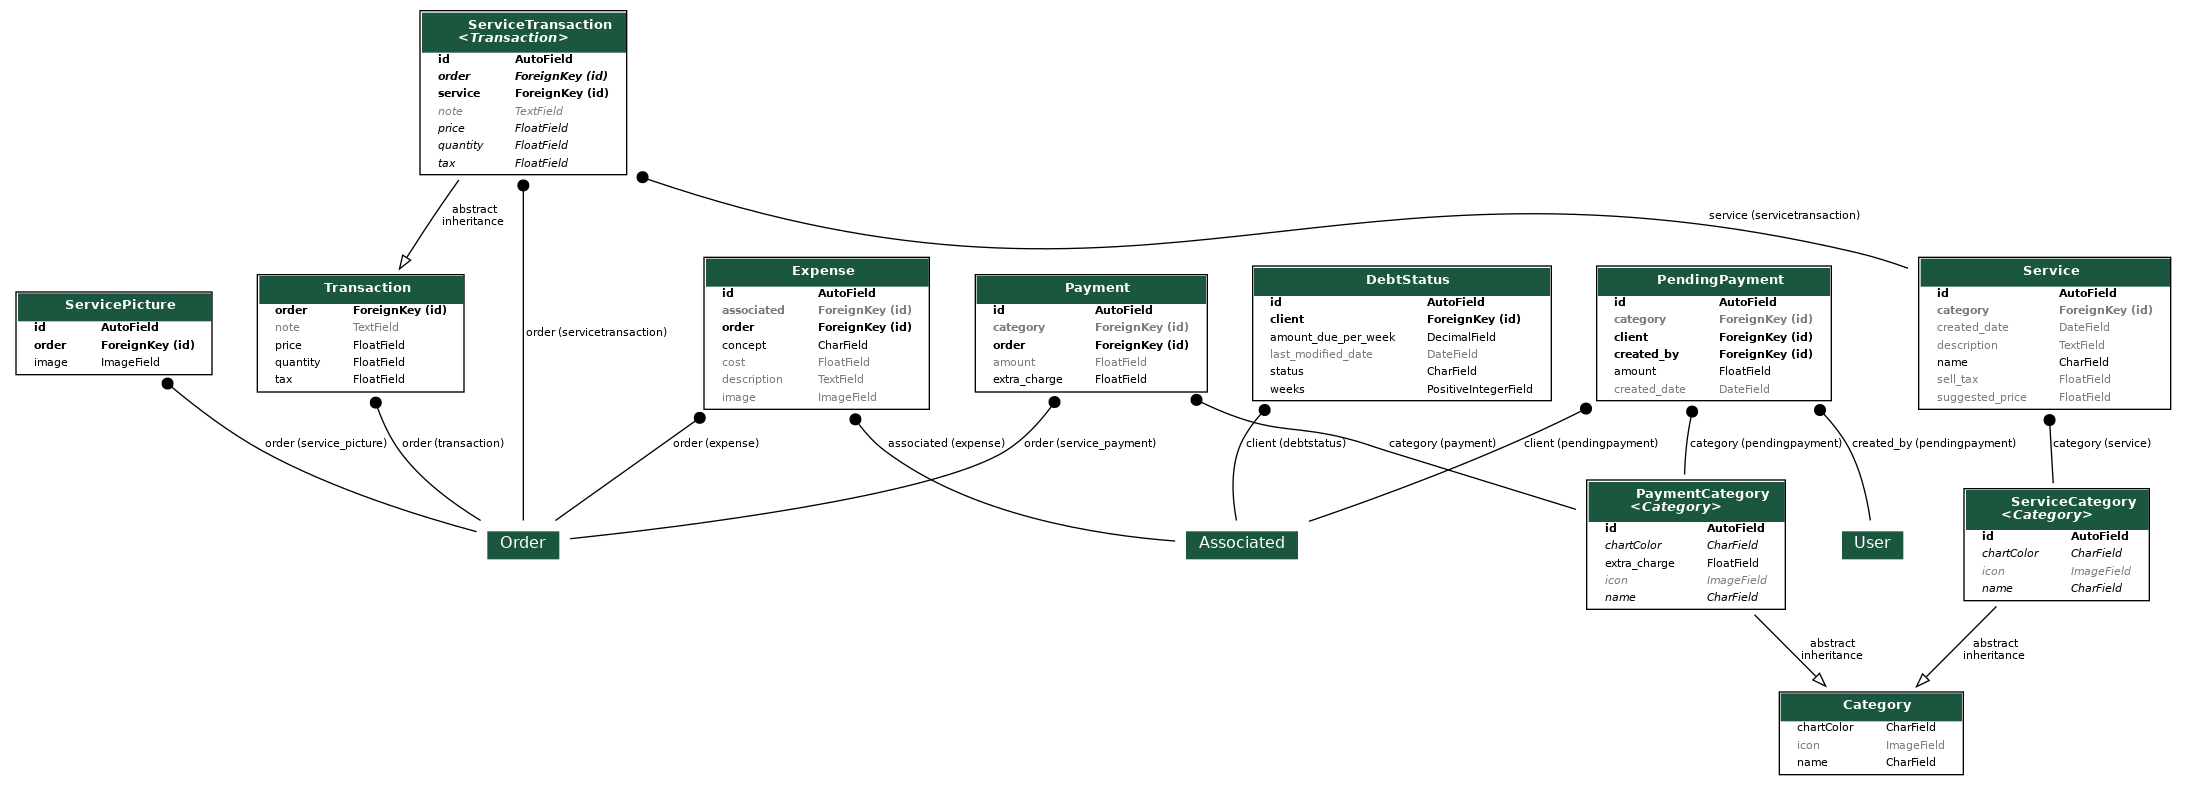 ServiceTransaction
<Transaction>
id AutoField
order ForeignKey (id)
service ForeignKey (id)
note TextField
price FloatField
quantity FloatField
tax FloatField
abstract
inheritance
order (servicetransaction)
service (servicetransaction)
ServicePicture
id AutoField
order ForeignKey (id)
image ImageField
Transaction
order ForeignKey (id)
note TextField
price FloatField
quantity FloatField
tax FloatField
Expense
id AutoField
associated ForeignKey (id)
order ForeignKey (id)
concept CharField
cost FloatField
description TextField
image ImageField
Payment
id AutoField
category ForeignKey (id)
order ForeignKey (id)
amount FloatField
extra_charge FloatField
DebtStatus
id AutoField
client ForeignKey (id)
amount_due_per_week DecimalField
last_modified_date DateField
status CharField
weeks PositiveIntegerField
PendingPayment
id AutoField
category ForeignKey (id)
client ForeignKey (id)
created_by ForeignKey (id)
amount FloatField
created_date DateField
Service
id AutoField
category ForeignKey (id)
created_date DateField
description TextField
name CharField
sell_tax FloatField
suggested_price FloatField
order (service_picture)
order (transaction)
order (expense)
associated (expense)
order (service_payment)
client (debtstatus)
category (payment)
client (pendingpayment)
category (pendingpayment)
created_by (pendingpayment)
category (service)
Order
Associated
PaymentCategory
<Category>
id AutoField
chartColor CharField
extra_charge FloatField
icon ImageField
name CharField
User
ServiceCategory
<Category>
id AutoField
chartColor CharField
icon ImageField
name CharField
abstract
inheritance
abstract
inheritance
Category
chartColor CharField
icon ImageField
name CharField